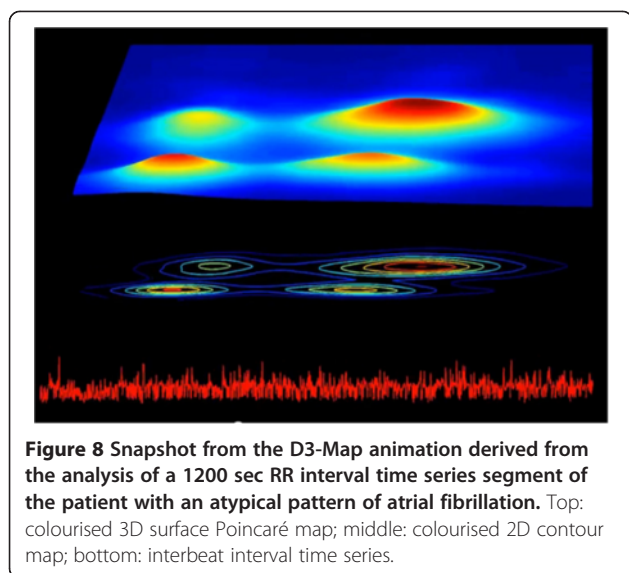 Figure 8 Snapshot from the D3-Map animation derived from
the analysis of a 1200 sec RR interval time series segment of
the patient with an atypical pattern of atrial fibrillation. Top:
colourised 3D surface Poincaré map; middle: colourised 2D contour
map; bottom: interbeat interval time series.